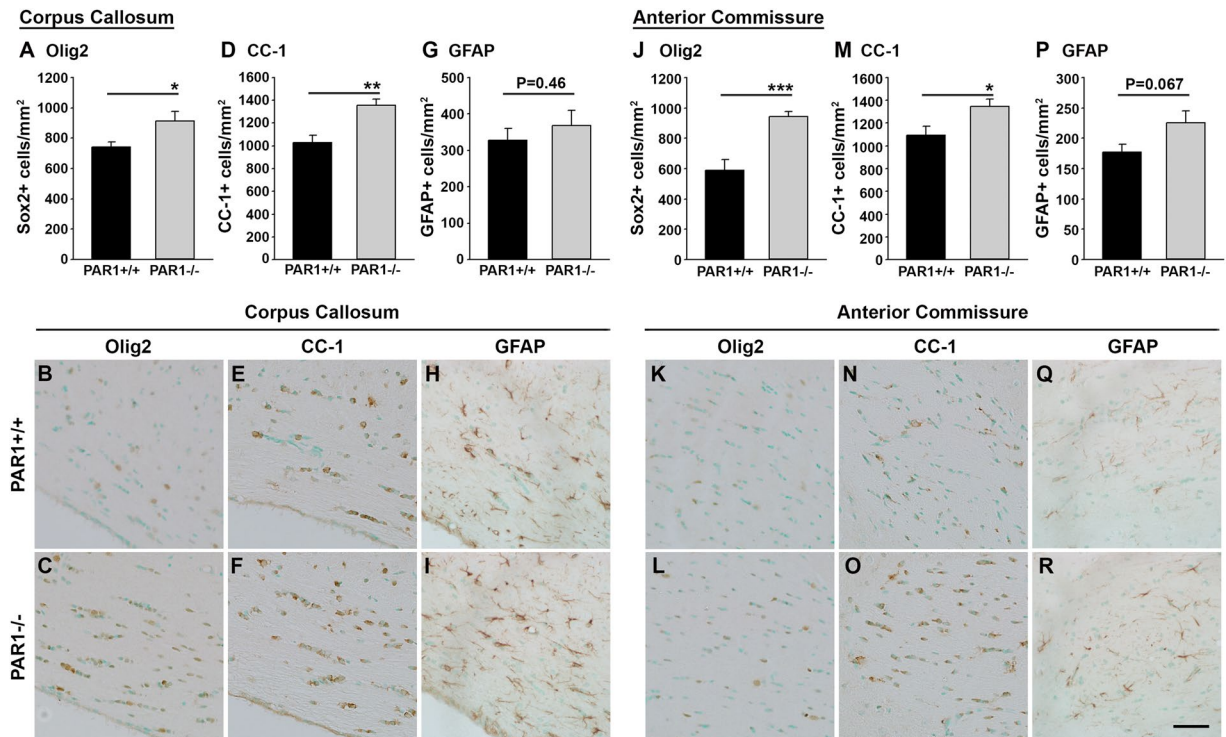 Corpus Callosum
A Olig2
Sox2+ cells/mm²
1200
1000
800
600
400
200
0
*
PAR1+/+ PAR1-/-
D CC-1
CC-1+ cells/mm²
1600
1400
1200
1000
800
600
400
200
0
**
PAR1+/+ PAR1-/-
G GFAP
GFAP+ cells/mm²
500
400
300
200
100
0
P=0.46
PAR1+/+ PAR1-/-
Anterior Commissure
J Olig2
Sox2+ cells/mm²
1200
1000
800
600
400
200
0
***
PAR1+/+ PAR1-/-
M CC-1
CC-1+ cells/mm²
1600
1400
1200
1000
800
600
400
200
0
*
PAR1+/+ PAR1-/-
P GFAP
GFAP+ cells/mm²
300
250
200
150
100
50
0
P=0.067
PAR1+/+ PAR1-/-
Corpus Callosum
Olig2 CC-1 GFAP
Anterior Commissure
Olig2 CC-1 GFAP
PAR1+/+
B E H K N Q
PAR1-/-
C F I L O R